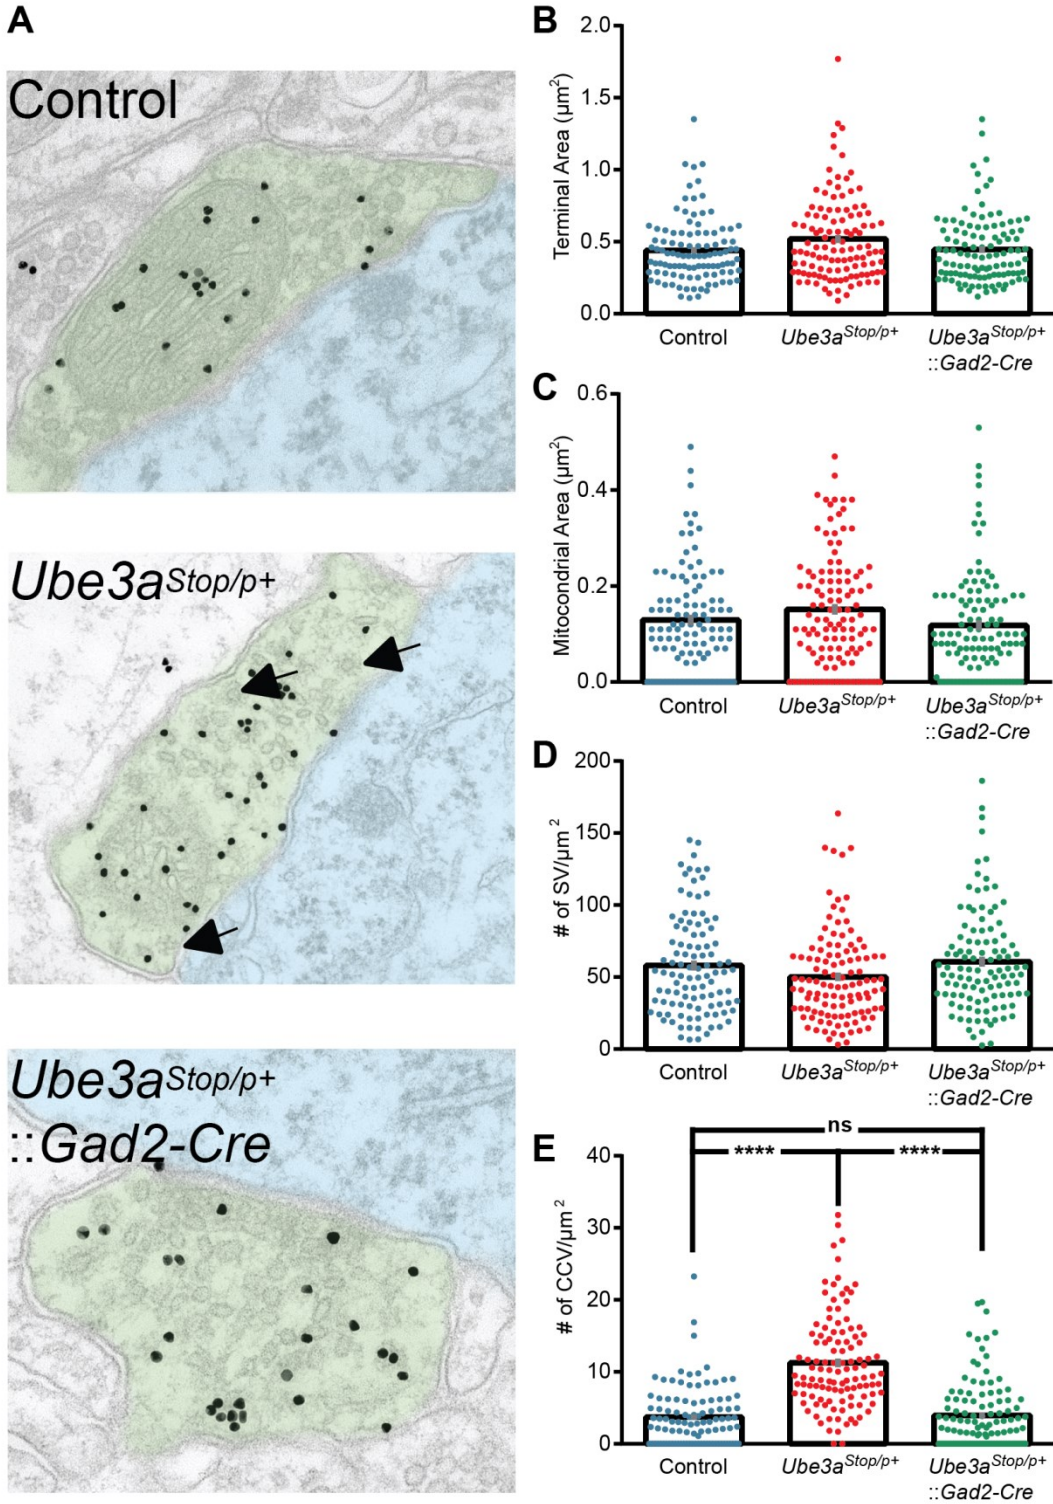 A
Control
Ube3aStop/p+
Ube3aStop/p+
::Gad2-Cre
B
Terminal Area (µm2)
2.0
1.5
1.0
0.5
0.0
Control
Ube3aStop/p+
Ube3aStop/p+
::Gad2-Cre
C
Mitocondrial Area (µm2)
0.6
0.4
0.2
0.0
Control
Ube3aStop/p+
Ube3aStop/p+
::Gad2-Cre
D
# of SV/µm2
200
150
100
50
0
Control
Ube3aStop/p+
Ube3aStop/p+
::Gad2-Cre
E
ns
**** ****
# of CCV/µm2
40
30
20
10
0
Control
Ube3aStop/p+
Ube3aStop/p+
::Gad2-Cre